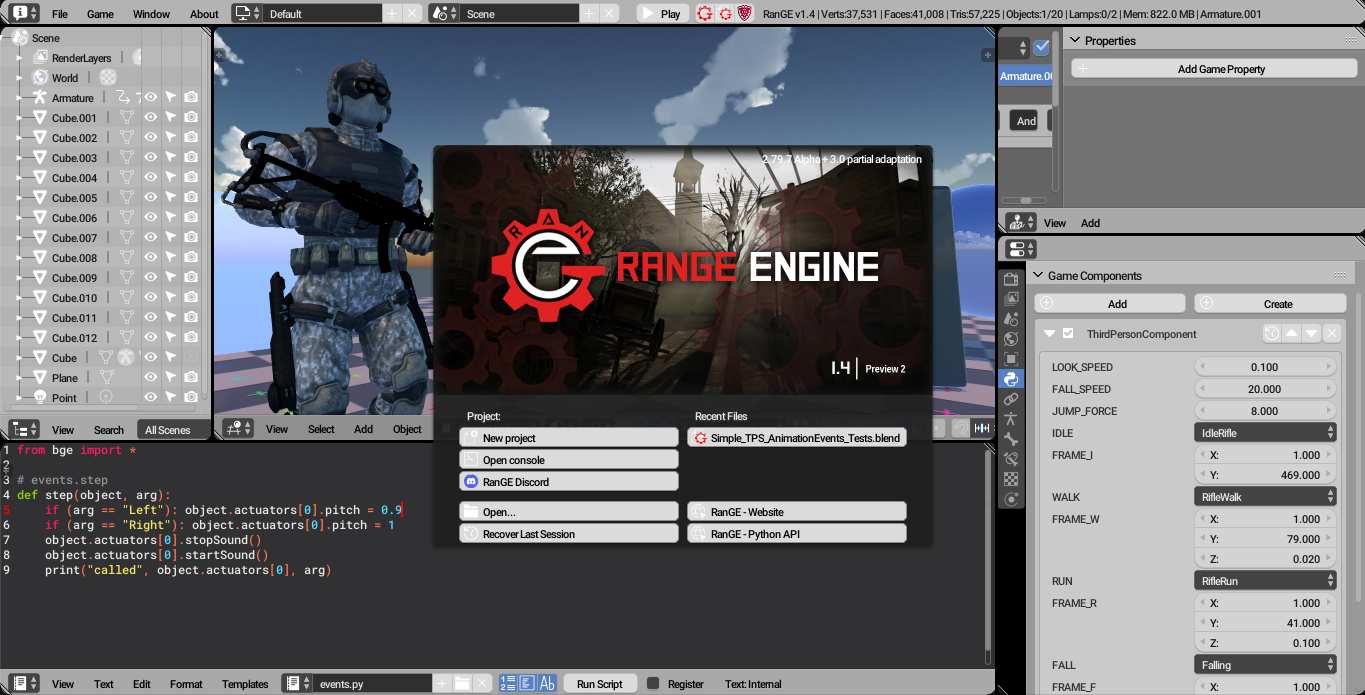 File Game Window About Default Scene Play RanGE v1.4 | Verts:37,531 | Faces:41,008 | Tris:57,225 | Objects:1/20 | Lamps:0/2 | Mem: 822.0 MB | Armature.001
Scene
RenderLayers
World
Armature
Cube.001
Cube.002
Cube.003
Cube.004
Cube.005
Cube.006
Cube.007
Cube.008
Cube.009
Cube.010
Cube.011
Cube.012
Cube
Plane
Point
View Search All Scenes
2.79.7 Alpha + 3.0 partial adaptation
RAN
RANGE ENGINE
1.4 Preview 2
Project: Recent Files
New project Simple_TPS_AnimationEvents_Tests.blend
Open console
RanGE Discord
Open... RanGE - Website
Recover Last Session RanGE - Python API
View Select Add Object
1 from bge import *
2
3 # events.step
4 def step(object, arg):
5 if (arg == "Left"): object.actuators[0].pitch = 0.9
6 if (arg == "Right"): object.actuators[0].pitch = 1
7 object.actuators[0].stopSound()
8 object.actuators[0].startSound()
9 print("called", object.actuators[0], arg)
View Text Edit Format Templates events.py Ab Run Script Register Text: Internal
Properties
Armature.00
Add Game Property
And
View Add
Game Components
Add Create
ThirdPersonComponent
LOOK_SPEED 0.100
FALL_SPEED 20.000
JUMP_FORCE 8.000
IDLE IdleRifle
FRAME_I X: 1.000
Y: 469.000
WALK RifleWalk
FRAME_W X: 1.000
Y: 79.000
Z: 0.020
RUN RifleRun
FRAME_R X: 1.000
Y: 41.000
Z: 0.100
FALL Falling
FRAME_F X: 1.000